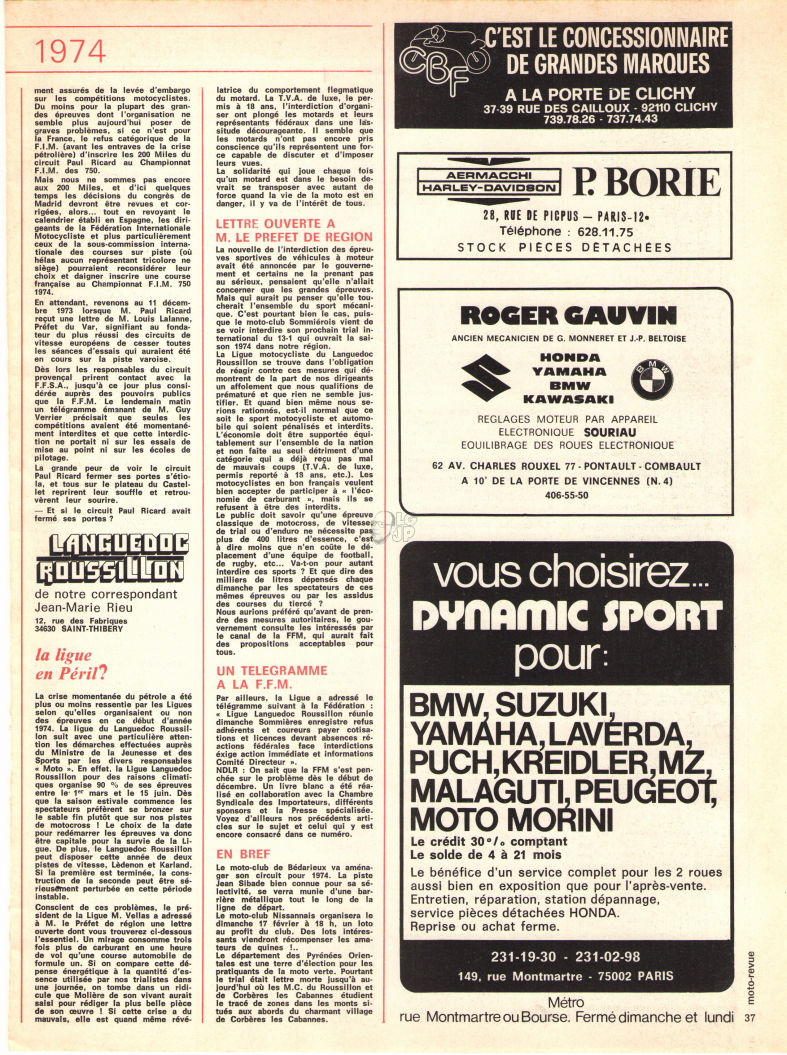 1974
ment assurés de la levée d'embargo
sur les compétitions motocyclistes.
Du moins pour la plupart des gran-
des épreuves dont l'organisation ne
semble plus aujourd'hui poser de
graves problèmes, si ce n'est pour
la France, le refus catégorique de la
F.I.M. (avant les entraves de la crise
pétrolière) d'inscrire les 200 Miles du
circuit Paul Ricard au Championnat
F.I.M. des 750.
Mais nous ne sommes pas encore
aux 200 Miles, et d'ici quelques
temps les décisions du congrès de
Madrid devront être revues et cor-
rigées, alors... tout en revoyant le
calendrier établi en Espagne, les diri-
geants de la Fédération Internationale
Motocycliste et plus particulièrement
ceux de la sous-commission interna-
tionale des courses sur piste (où
hélas aucun représentant tricolore ne
siège) pourraient reconsidérer leur
choix et daigner inscrire une course
française au Championnat F.I.M. 750
1974.
En attendant, revenons au 11 décem-
bre 1973 lorsque M. Paul Ricard
reçut une lettre de M. Louis Lalanne,
Préfet du Var, signifiant au fonda-
teur du plus réussi des circuits de
vitesse européens de cesser toutes
les séances d'essais qui auraient été
en cours sur la piste varoise.
Dès lors les responsables du circuit
provençal prirent contact avec la
F.F.S.A., jusqu'à ce jour plus consi-
dérée auprès des pouvoirs publics
que la F.F.M. Le lendemain matin
un télégramme émanant de M. Guy
Verrier précisait que seules les
compétitions avaient été momentané-
ment interdites et que cette interdic-
tion ne portait ni sur les essais de
mise au point ni sur les écoles de
pilotage.
La grande peur de voir le circuit
Paul Ricard fermer ses portes s'étio-
la, et tous sur le plateau du Castel-
let reprirent leur souffle et retrou-
vèrent leur sourire.
— Et si le circuit Paul Ricard avait
fermé ses portes ?
LANGUEDOC
ROUSSILLON
de notre correspondant
Jean-Marie Rieu
12, rue des Fabriques
34630 SAINT-THIBERY
la ligue
en Péril?
La crise momentanée du pétrole a été
plus ou moins ressentie par les Ligues
selon qu'elles organisaient ou non
des épreuves en ce début d'année
1974. La ligue du Languedoc Roussil-
lon suit avec une particulière atten-
tion les démarches effectuées auprès
du Ministre de la Jeunesse et des
Sports par les divers responsables
« Moto ». En effet. la Ligue Languedoc
Roussillon pour des raisons climati-
ques organise 90 % de ses épreuves
entre le 1er mars et le 15 juin. Dès
que la saison estivale commence les
spectateurs préfèrent se bronzer sur
le sable fin plutôt que sur nos pistes
de motocross ! Le choix de la date
pour redémarrer les épreuves va donc
être capitale pour la survie de la Li-
gue. De plus, le Languedoc Roussillon
peut disposer cette année de deux
pistes de vitesse, Lédenon et Karland.
Si la première est terminée, la cons-
truction de la seconde peut être sé-
rieusement perturbée en cette période
instable.
Conscient de ces problèmes, le pré-
sident de la Ligue M. Vellas a adressé
à M. le Préfet de région une lettre
ouverte dont vous trouverez ci-dessous
l'essentiel. Un mirage consomme trois
fois plus de carburant en une heure
de vol qu'une course automobile de
formule un. Si on compare cette dé-
pense énergétique à la quantité d'es-
sence utilisée par nos trialistes dans
une journée, on tombe dans un ridi-
cule que Molière de son vivant aurait
saisi pour rédiger la plus belle pièce
de son œuvre ! Si cette crise a du
mauvais, elle est quand même révé-
latrice du comportement flegmatique
du motard. La T.V.A. de luxe, le per-
mis à 18 ans, l'interdiction d'organi-
ser ont plongé les motards et leurs
représentants fédéraux dans une las-
situde décourageante. Il semble que
les motards n'ont pas encore pris
conscience qu'ils représentent une for-
ce capable de discuter et d'imposer
leurs vues.
La solidarité qui joue chaque fois
qu'un motard est dans le besoin de-
vrait se transposer avec autant de
force quand la vie de la moto est en
danger, il y va de l'intérêt de tous.
LETTRE OUVERTE A
M. LE PREFET DE REGION
La nouvelle de l'interdiction des épreu-
ves sportives de véhicules à moteur
avait été annoncée par le gouverne-
ment et certains ne la prenant pas
au sérieux, pensaient qu'elle n'allait
concerner que les grandes épreuves.
Mais qui aurait pu penser qu'elle tou-
cherait l'ensemble du sport mécani-
que. C'est pourtant bien le cas, puis-
que le moto-club Sommiérois vient de
se voir interdire son prochain trial in-
ternational du 13-1 qui ouvrait la sai-
son 1974 dans notre région.
La Ligue motocycliste du Languedoc
Roussillon se trouve dans l'obligation
de réagir contre ces mesures qui dé-
montrent de la part de nos dirigeants
un affolement que nous qualifions de
prématuré et que rien ne semble jus-
tifier. Et quand bien même nous se-
rions rationnés, est-il normal que ce
soit le sport motocycliste et automo-
bile qui soient pénalisés et interdits.
L'économie doit être supportée équi-
tablement sur l'ensemble de la nation
et non faite au seul détriment d'une
catégorie qui a déjà reçu pas mal
de mauvais coups (T.V.A. de luxe,
permis reporté à 18 ans, etc.). Les
motocyclistes en bon français veulent
bien accepter de participer à « l'éco-
nomie de carburant », mais ils se
refusent à être des interdits.
Le public doit savoir qu'une épreuve
classique de motocross, de vitesse,
de trial ou d'enduro ne nécessite pas
plus de 400 litres d'essence, c'est
à dire moins que n'en coûte le dé-
placement d'une équipe de football,
de rugby, etc... Va-t-on pour autant
interdire ces sports ? Et que dire des
milliers de litres dépensés chaque
dimanche par les spectateurs de ces
mêmes épreuves ou par les assidus
des courses du tiercé ?
Nous aurions préféré qu'avant de pren-
dre des mesures autoritaires, le gou-
vernement consulte les intéressés par
le canal de la FFM, qui aurait fait
des propositions acceptables pour
tous.
UN TELEGRAMME
A LA F.F.M.
Par ailleurs, la Ligue a adressé le
télégramme suivant à la Fédération :
« Ligue Languedoc Roussillon réunie
dimanche Sommières enregistre refus
adhérents et coureurs payer cotisa-
tions et licences devant absences ré-
actions fédérales face interdictions
éxige action immédiate et informations
Comité Directeur ».
NDLR : On sait que la FFM s'est pen-
chée sur le problème dès le début de
décembre. Un livre blanc a été réa-
lisé en collaboration avec la Chambre
Syndicale des Importateurs, différents
sponsors et la Presse spécialisée.
Voyez d'ailleurs nos précédents arti-
cles sur le sujet et celui qui y est
encore consacré dans ce numéro.
EN BREF
Le moto-club de Bédarieux va aména-
ger son circuit pour 1974. La piste
Jean Sibade bien connue pour sa sé-
lectivité, se verra munie d'une bar-
rière métallique tout le long de la
ligne de départ.
Le moto-club Nissannais organisera le
dimanche 17 février à 18 h, un loto
au profit du club. Des lots intéres-
sants viendront récompenser les ama-
teurs de quines !..
Le département des Pyrénées Orien-
tales est une terre d'élection pour les
pratiquants de la moto verte. Pourtant
le trial était lettre morte jusqu'à au-
jourd'hui où les M.C. du Roussillon et
de Corbères les Cabannes étudient
le tracé de zones dans les monts si-
tués aux abords du charmant village
de Corbères les Cabannes.
CBF
C'EST LE CONCESSIONNAIRE
DE GRANDES MARQUES
A LA PORTE DE CLICHY
37-39 RUE DES CAILLOUX - 92110 CLICHY
739.78.26 - 737.74.43
AERMACCHI
HARLEY-DAVIDSON
P. BORIE
28, RUE DE PICPUS — PARIS-12e
Téléphone : 628.11.75
STOCK PIÈCES DÉTACHÉES
ROGER GAUVIN
ANCIEN MECANICIEN DE G. MONNERET ET J.-P. BELTOISE
HONDA
YAMAHA
BMW
KAWASAKI
BMW
REGLAGES MOTEUR PAR APPAREIL
ELECTRONIQUE SOURIAU
EQUILIBRAGE DES ROUES ELECTRONIQUE
62 AV. CHARLES ROUXEL 77 - PONTAULT - COMBAULT
A 10' DE LA PORTE DE VINCENNES (N. 4)
406-55-50
vous choisirez...
DYNAMIC SPORT
pour:
BMW, SUZUKI,
YAMAHA, LAVERDA,
PUCH, KREIDLER, MZ,
MALAGUTI, PEUGEOT,
MOTO MORINI
Le crédit 30 % comptant
Le solde de 4 à 21 mois
Le bénéfice d'un service complet pour les 2 roues
aussi bien en exposition que pour l'après-vente.
Entretien, réparation, station dépannage,
service pièces détachées HONDA.
Reprise ou achat ferme.
231-19-30 - 231-02-98
149, rue Montmartre - 75002 PARIS
Métro
rue Montmartre ou Bourse. Fermé dimanche et lundi
moto-revue
37